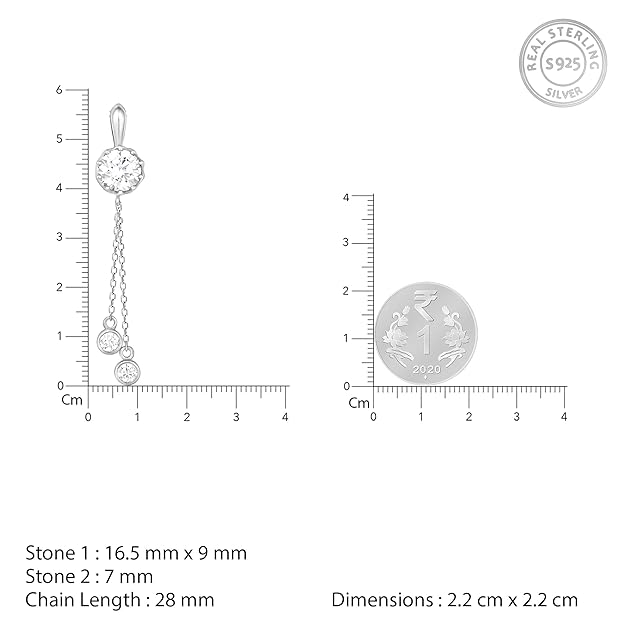 REAL STERLING
S925
SILVER
6
5
4
3
2
1
0
Cm
0 1 2 3 4
4
3
2
1
0
Cm
0 1 2 3 4
₹
1
2020
Stone 1 : 16.5 mm x 9 mm
Stone 2 : 7 mm
Chain Length : 28 mm
Dimensions : 2.2 cm x 2.2 cm